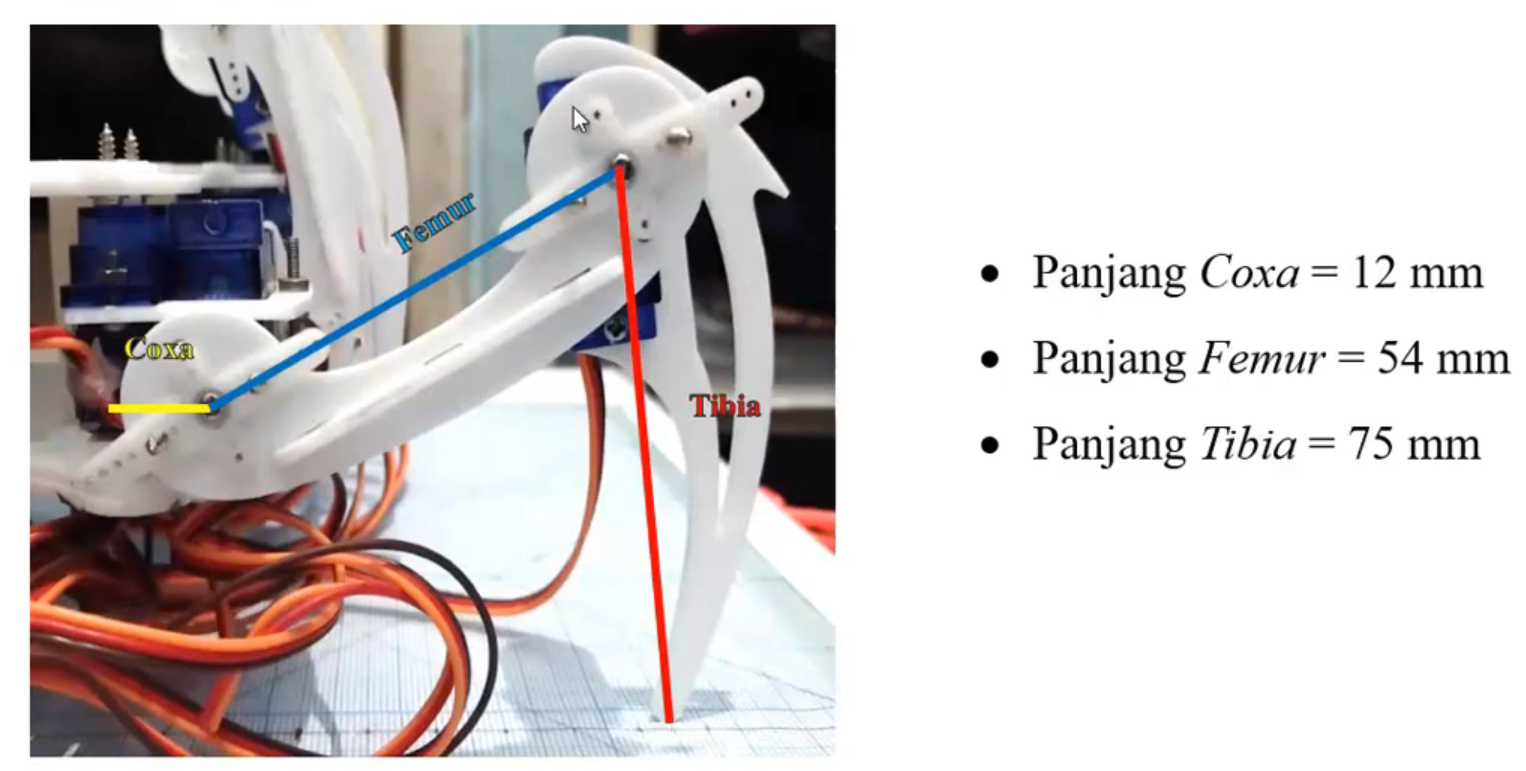 Femur
Coxa
Tibia
• Panjang Coxa = 12 mm
• Panjang Femur = 54 mm
• Panjang Tibia = 75 mm